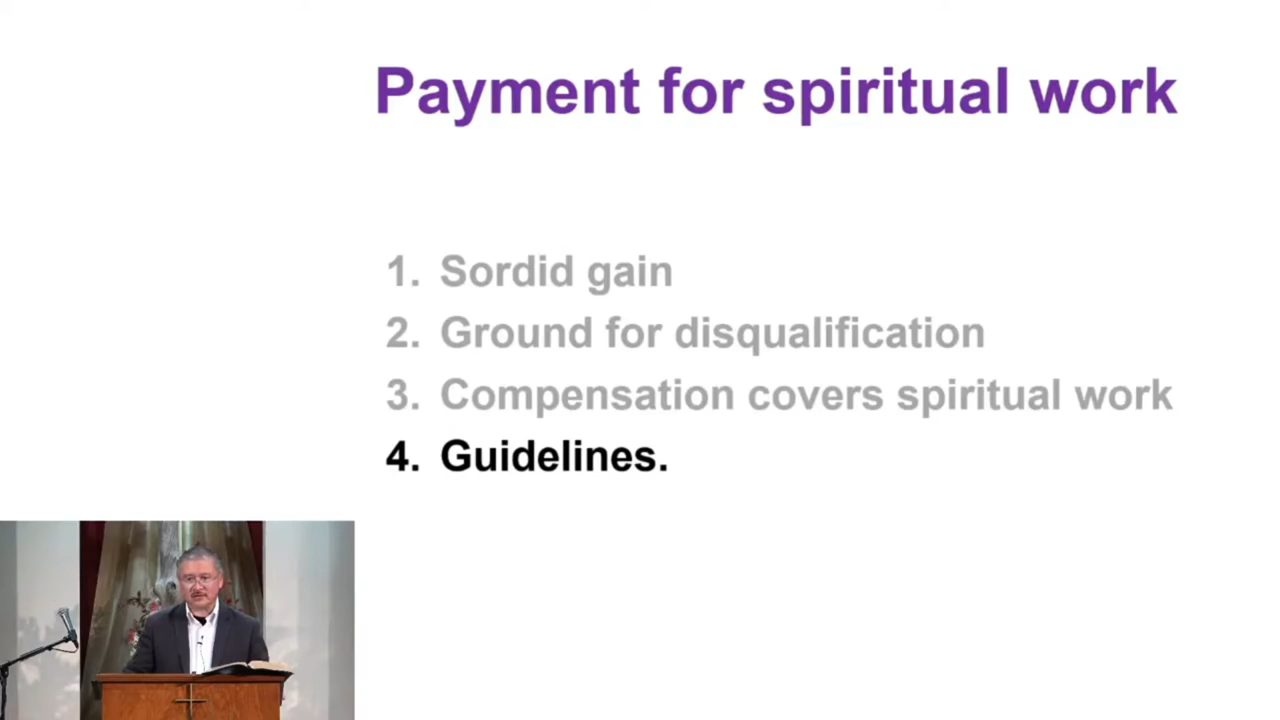 Payment for spiritual work
1. Sordid gain
2. Ground for disqualification
3. Compensation covers spiritual work
4. Guidelines.